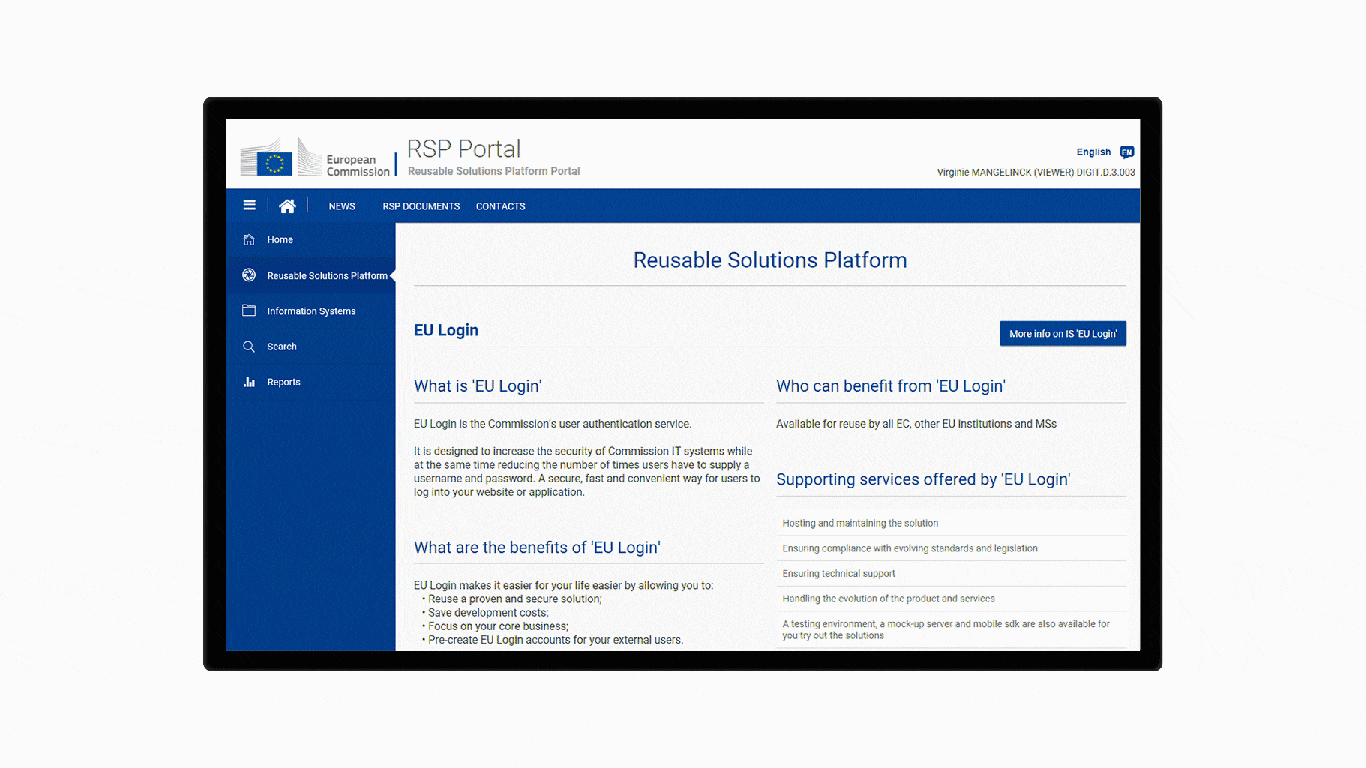 European
Commission
RSP Portal
Reusable Solutions Platform Portal
English EN
Virginie MANGELINCK (VIEWER) DIGIT.D.3.003
NEWS RSP DOCUMENTS CONTACTS
Home
Reusable Solutions Platform
Information Systems
Search
Reports
Reusable Solutions Platform
EU Login
More info on IS 'EU Login'
What is 'EU Login'
EU Login is the Commission's user authentication service.
It is designed to increase the security of Commission IT systems while
at the same time reducing the number of times users have to supply a
username and password. A secure, fast and convenient way for users to
log into your website or application.
What are the benefits of 'EU Login'
EU Login makes it easier for your life easier by allowing you to:
• Reuse a proven and secure solution;
• Save development costs;
• Focus on your core business;
• Pre-create EU Login accounts for your external users.
Who can benefit from 'EU Login'
Available for reuse by all EC, other EU Institutions and MSs
Supporting services offered by 'EU Login'
Hosting and maintaining the solution
Ensuring compliance with evolving standards and legislation
Ensuring technical support
Handling the evolution of the product and services
A testing environment, a mock-up server and mobile sdk are also available for
you try out the solutions